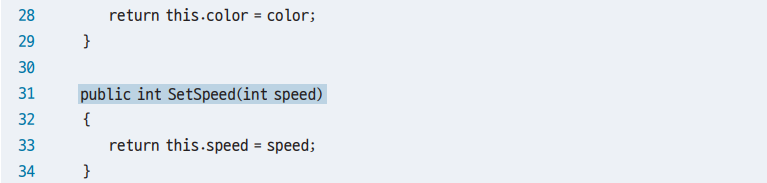 28 return this.color = color;
29 }
30
31 public int SetSpeed(int speed)
32 {
33 return this.speed = speed;
34 }